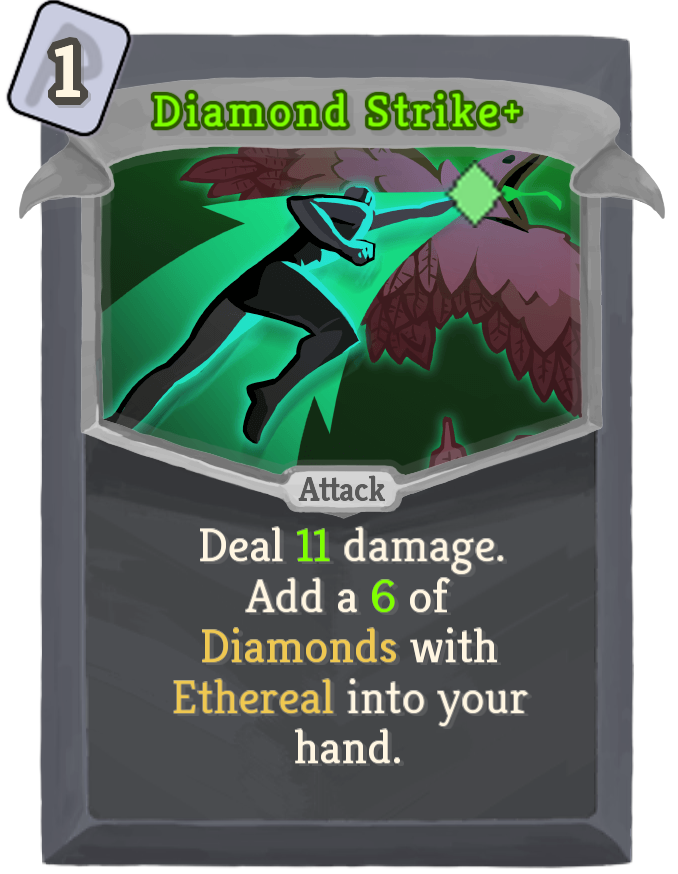 1
Diamond Strike+
Attack
Deal 11 damage.
Add a 6 of
Diamonds with
Ethereal into your
hand.